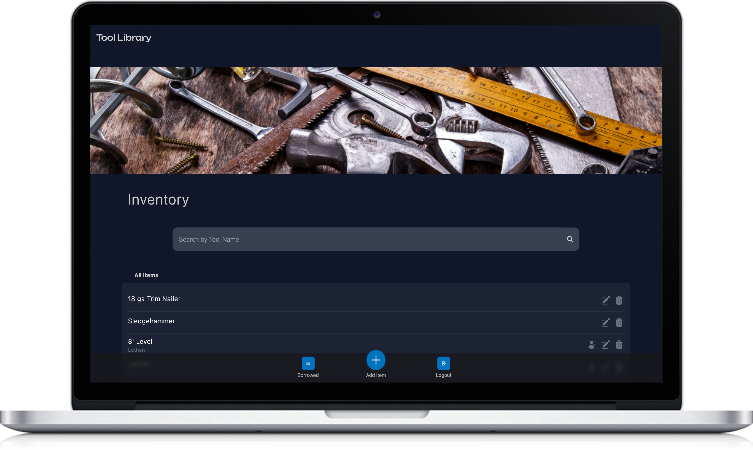 Tool Library
Inventory
Search by Tool Name
All Items
18 ga Trim Nailer
Sledgehammer
8' Level
Borrowed
Add Item
Logout